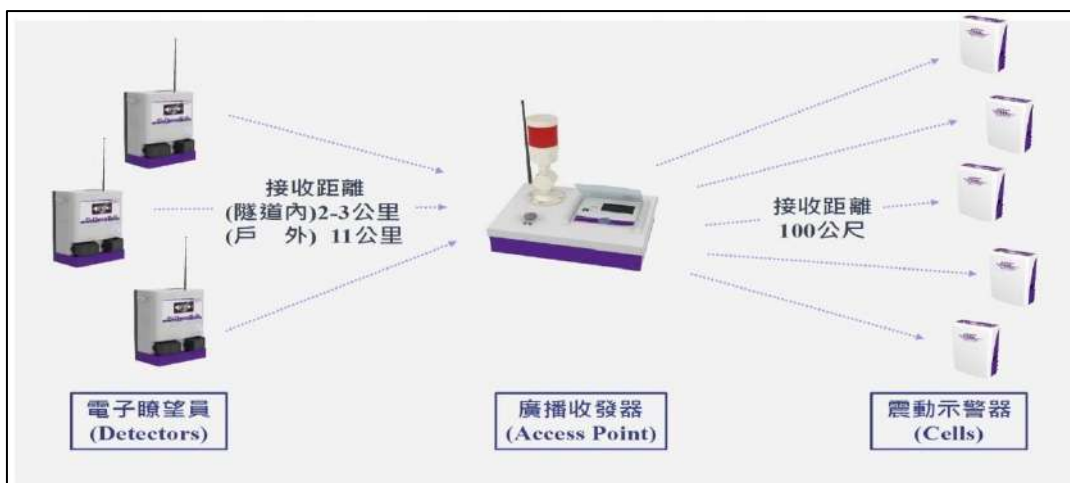 接收距離
(隧道內)2-3公里
(戶　外) 11公里
接收距離
100公尺
電子瞭望員
(Detectors)
廣播收發器
(Access Point)
震動示警器
(Cells)